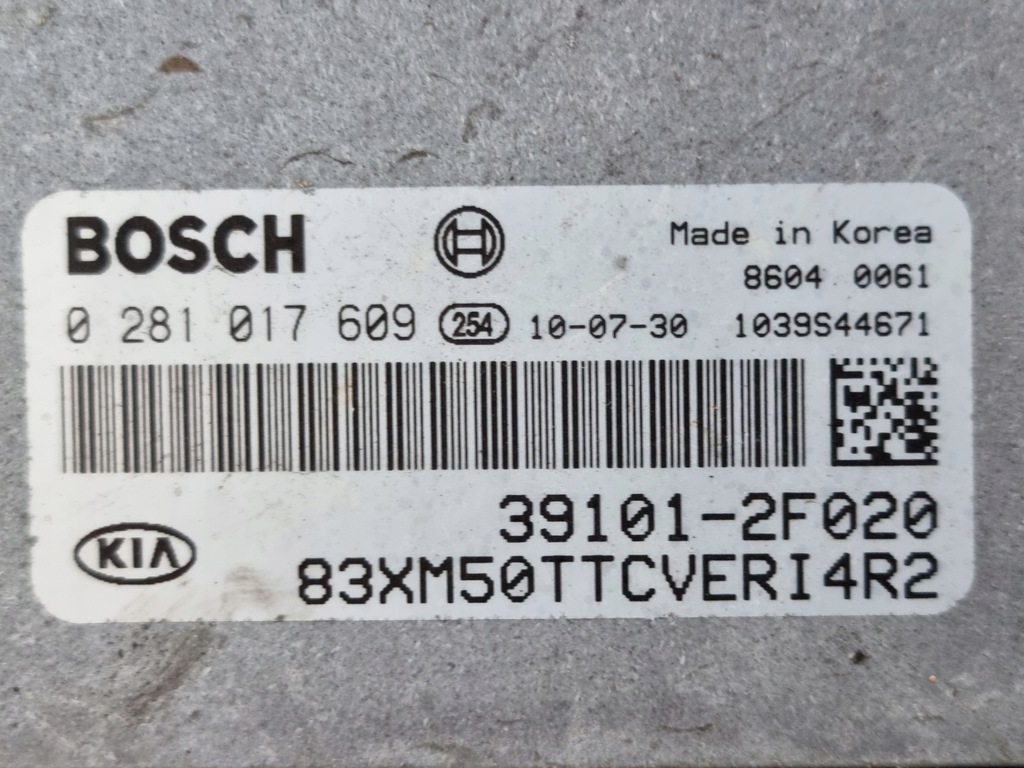 BOSCH
Made in Korea
8604 0061
0 281 017 609 254 10-07-30 1039S44671
39101-2F020
KIA
83XM50TTCVERI4R2